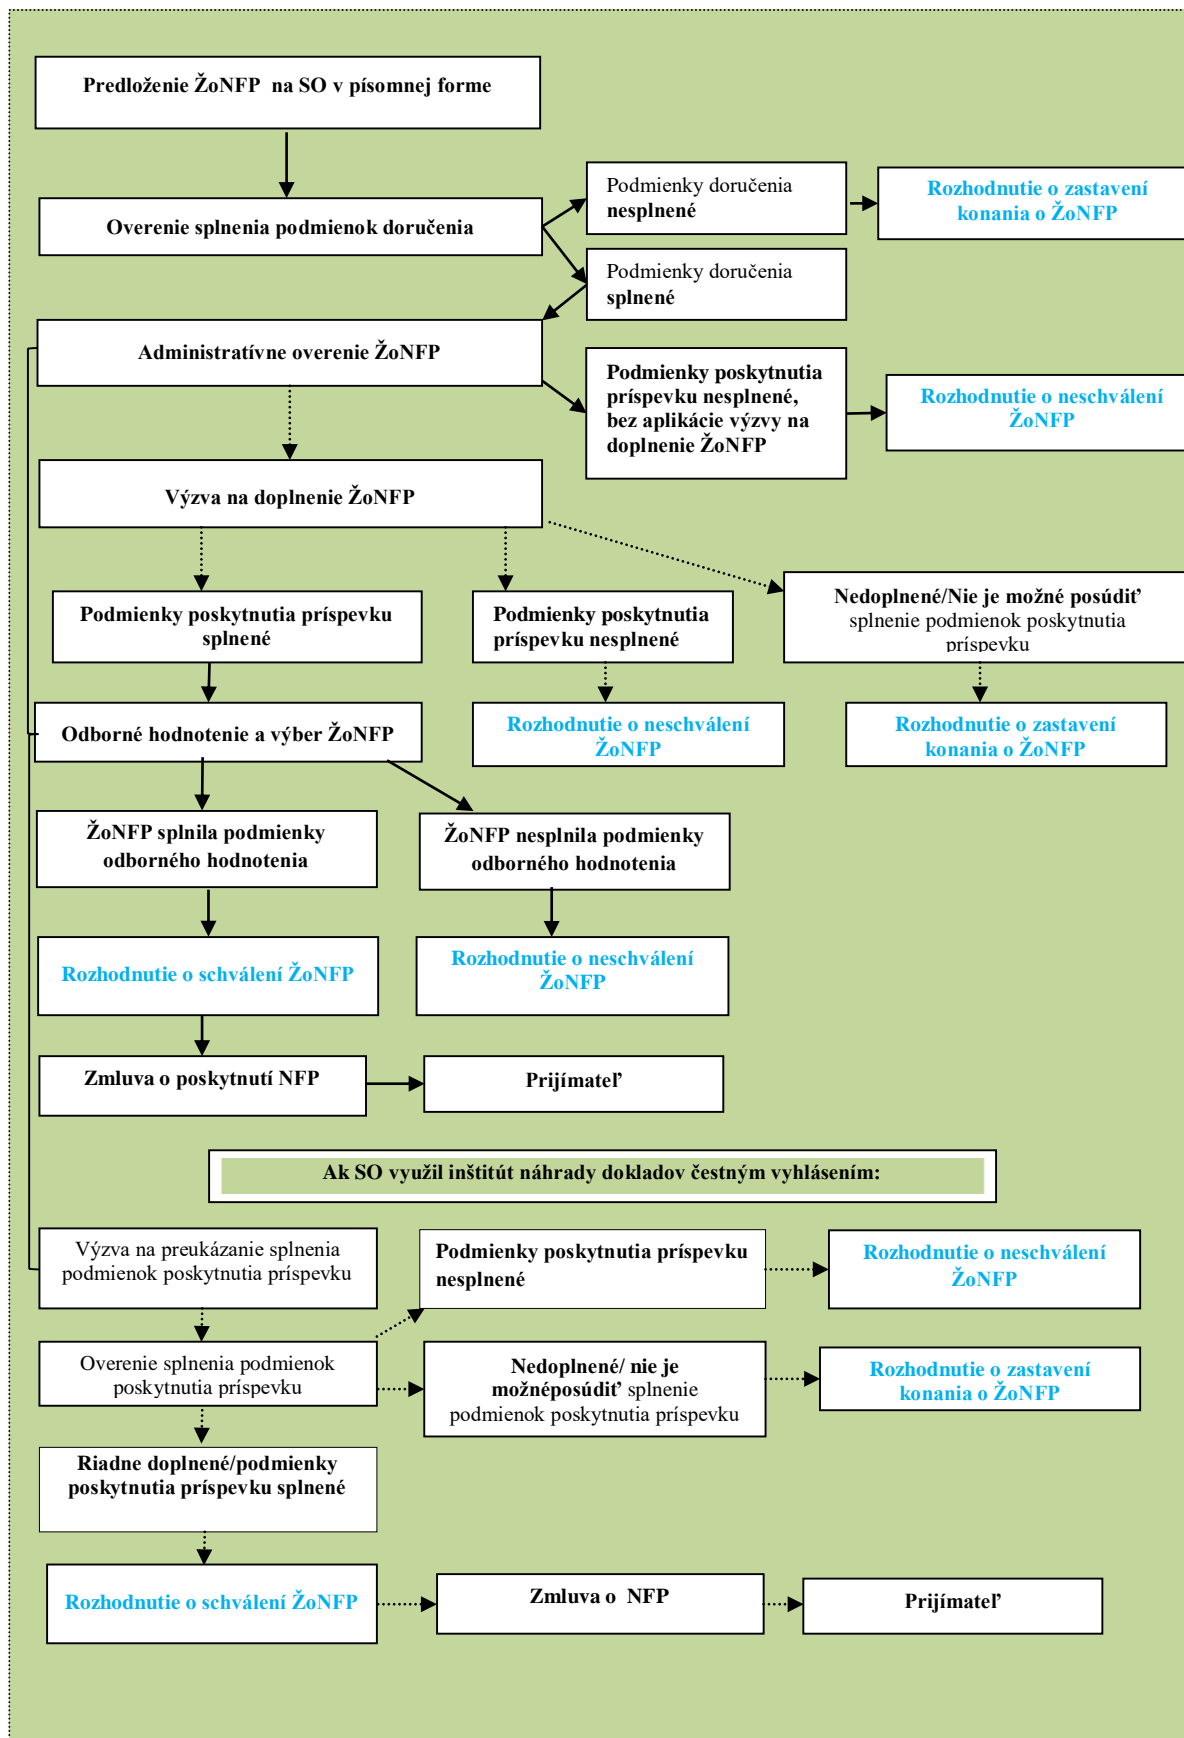 Predloženie ŽoNFP na SO v písomnej forme
Podmienky doručenia
nesplnené
Rozhodnutie o zastavení
konania o ŽoNFP
Overenie splnenia podmienok doručenia
Podmienky doručenia
splnené
Administratívne overenie ŽoNFP
Podmienky poskytnutia
príspevku nesplnené,
bez aplikácie výzvy na
doplnenie ŽoNFP
Rozhodnutie o neschválení
ŽoNFP
Výzva na doplnenie ŽoNFP
Podmienky poskytnutia príspevku
splnené
Podmienky poskytnutia
príspevku nesplnené
Nedoplnené/Nie je možné posúdiť
splnenie podmienok poskytnutia
príspevku
Odborné hodnotenie a výber ŽoNFP
Rozhodnutie o neschválení
ŽoNFP
Rozhodnutie o zastavení
konania o ŽoNFP
ŽoNFP splnila podmienky
odborného hodnotenia
ŽoNFP nesplnila podmienky
odborného hodnotenia
Rozhodnutie o schválení ŽoNFP
Rozhodnutie o neschválení
ŽoNFP
Zmluva o poskytnutí NFP
Prijímateľ
Ak SO využil inštitút náhrady dokladov čestným vyhlásením:
Výzva na preukázanie splnenia
podmienok poskytnutia príspevku
Podmienky poskytnutia príspevku
nesplnené
Rozhodnutie o neschválení
ŽoNFP
Overenie splnenia podmienok
poskytnutia príspevku
Nedoplnené/ nie je
možnéposúdiť splnenie
podmienok poskytnutia príspevku
Rozhodnutie o zastavení
konania o ŽoNFP
Riadne doplnené/podmienky
poskytnutia príspevku splnené
Rozhodnutie o schválení ŽoNFP
Zmluva o NFP
Prijímateľ